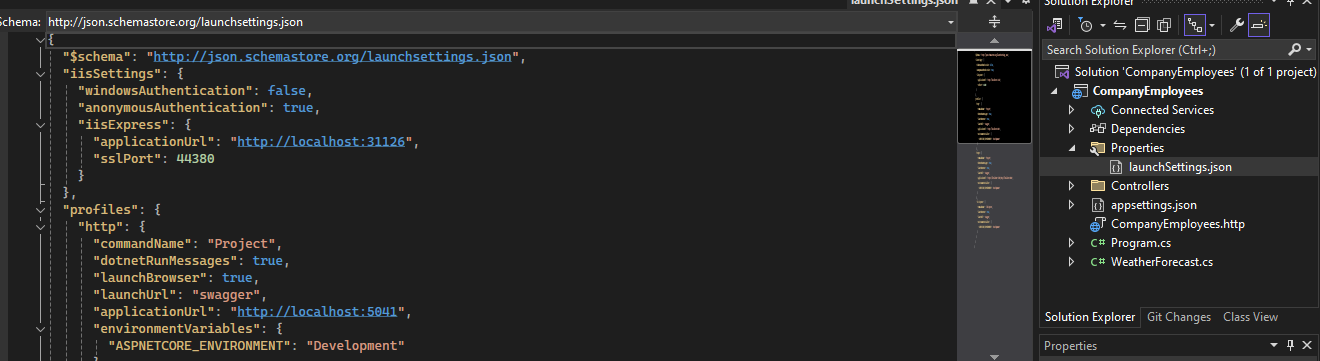 launchSettings.json
Schema: http://json.schemastore.org/launchsettings.json
{
"$schema": "http://json.schemastore.org/launchsettings.json",
"iisSettings": {
"windowsAuthentication": false,
"anonymousAuthentication": true,
"iisExpress": {
"applicationUrl": "http://localhost:31126",
"sslPort": 44380
}
},
"profiles": {
"http": {
"commandName": "Project",
"dotnetRunMessages": true,
"launchBrowser": true,
"launchUrl": "swagger",
"applicationUrl": "http://localhost:5041",
"environmentVariables": {
"ASPNETCORE_ENVIRONMENT": "Development"
Solution Explorer
Search Solution Explorer (Ctrl+;)
Solution 'CompanyEmployees' (1 of 1 project)
CompanyEmployees
Connected Services
Dependencies
Properties
launchSettings.json
Controllers
appsettings.json
CompanyEmployees.http
C# Program.cs
C# WeatherForecast.cs
Solution Explorer Git Changes Class View
Properties